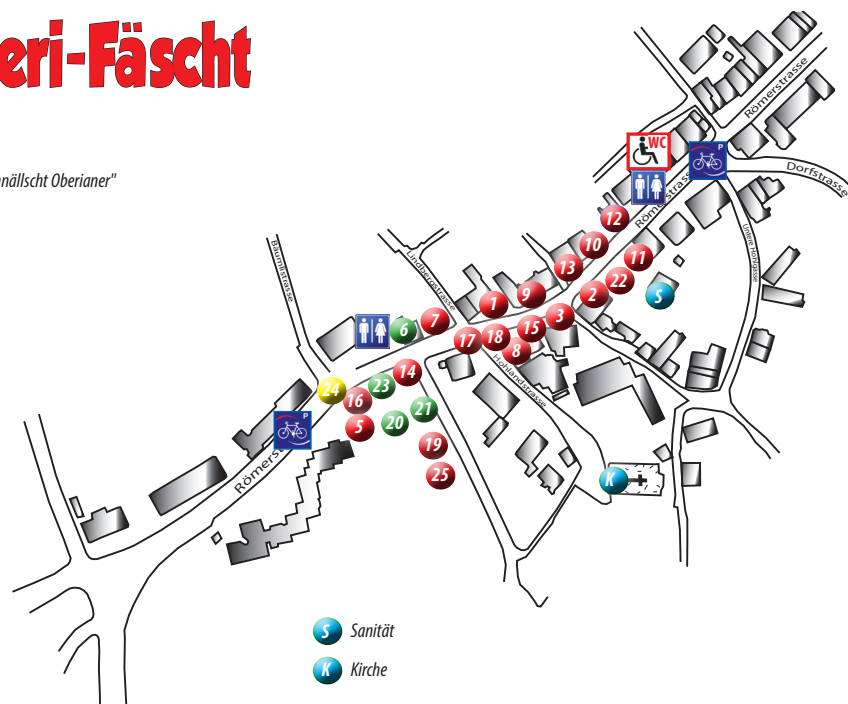 eri-Fäscht
nällscht Oberianer"
Römerstrasse
WC
P
Dorfstrasse
12
Römerstrasse
Untere Hohlgasse
10
11
13
22
Bäumlistrasse
Lindbergstrasse
2
S
1
9
3
7
6
15
18
17
8
14
Hohlandstrasse
23
24
16
21
20
5
P
19
Römerst
25
K
S Sanität
K Kirche